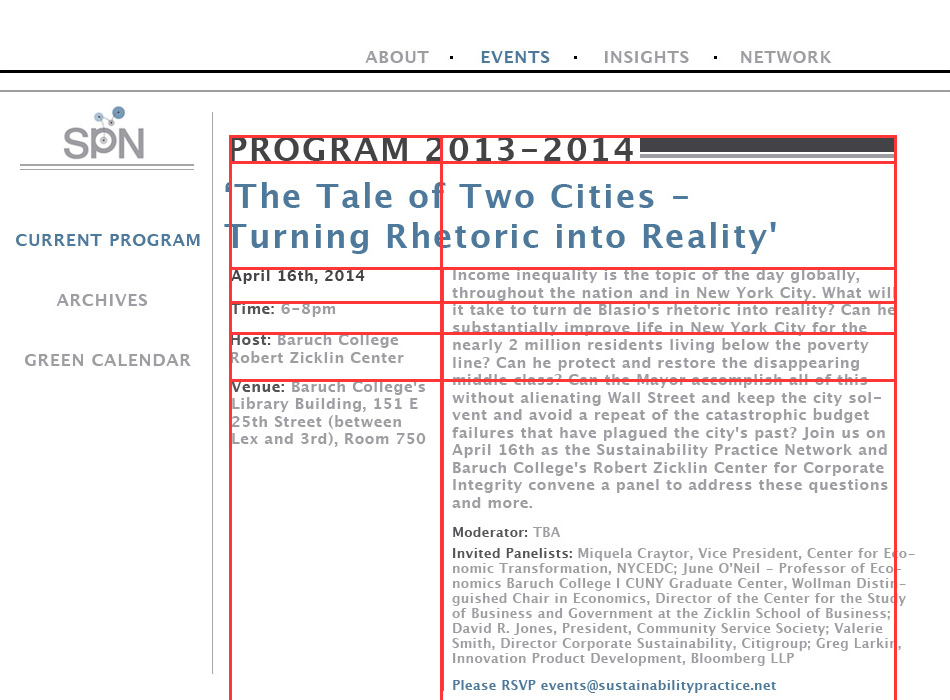 ABOUT · EVENTS · INSIGHTS · NETWORK
SPN
CURRENT PROGRAM
ARCHIVES
GREEN CALENDAR
PROGRAM 2013-2014
‘The Tale of Two Cities –
Turning Rhetoric into Reality'
April 16th, 2014
Time: 6-8pm
Host: Baruch College
Robert Zicklin Center
Venue: Baruch College's
Library Building, 151 E
25th Street (between
Lex and 3rd), Room 750
Income inequality is the topic of the day globally,
throughout the nation and in New York City. What will
it take to turn de Blasio's rhetoric into reality? Can he
substantially improve life in New York City for the
nearly 2 million residents living below the poverty
line? Can he protect and restore the disappearing
middle class? Can the Mayor accomplish all of this
without alienating Wall Street and keep the city sol-
vent and avoid a repeat of the catastrophic budget
failures that have plagued the city's past? Join us on
April 16th as the Sustainability Practice Network and
Baruch College's Robert Zicklin Center for Corporate
Integrity convene a panel to address these questions
and more.
Moderator: TBA
Invited Panelists: Miquela Craytor, Vice President, Center for Eco-
nomic Transformation, NYCEDC; June O'Neil - Professor of Eco-
nomics Baruch College I CUNY Graduate Center, Wollman Distin-
guished Chair in Economics, Director of the Center for the Study
of Business and Government at the Zicklin School of Business;
David R. Jones, President, Community Service Society; Valerie
Smith, Director Corporate Sustainability, Citigroup; Greg Larkin,
Innovation Product Development, Bloomberg LLP
Please RSVP events@sustainabilitypractice.net